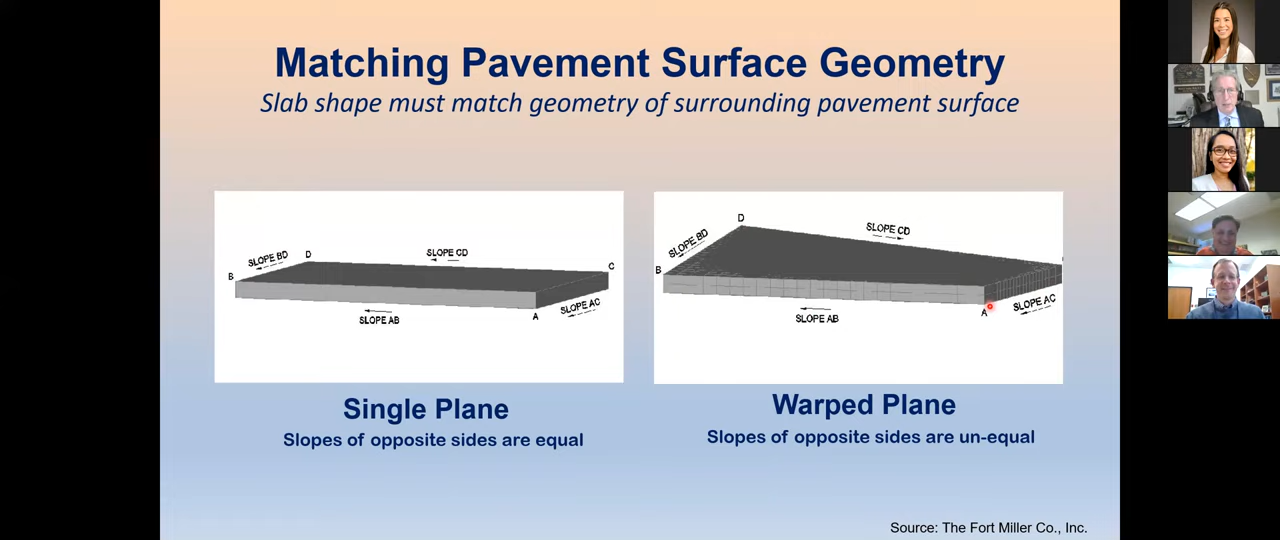 Matching Pavement Surface Geometry
Slab shape must match geometry of surrounding pavement surface
SLOPE BD
D
SLOPE CD
B
C
SLOPE AC
A
SLOPE AB
D
SLOPE BD
SLOPE CD
B
SLOPE AC
A
SLOPE AB
Single Plane
Slopes of opposite sides are equal
Warped Plane
Slopes of opposite sides are un-equal
Source: The Fort Miller Co., Inc.